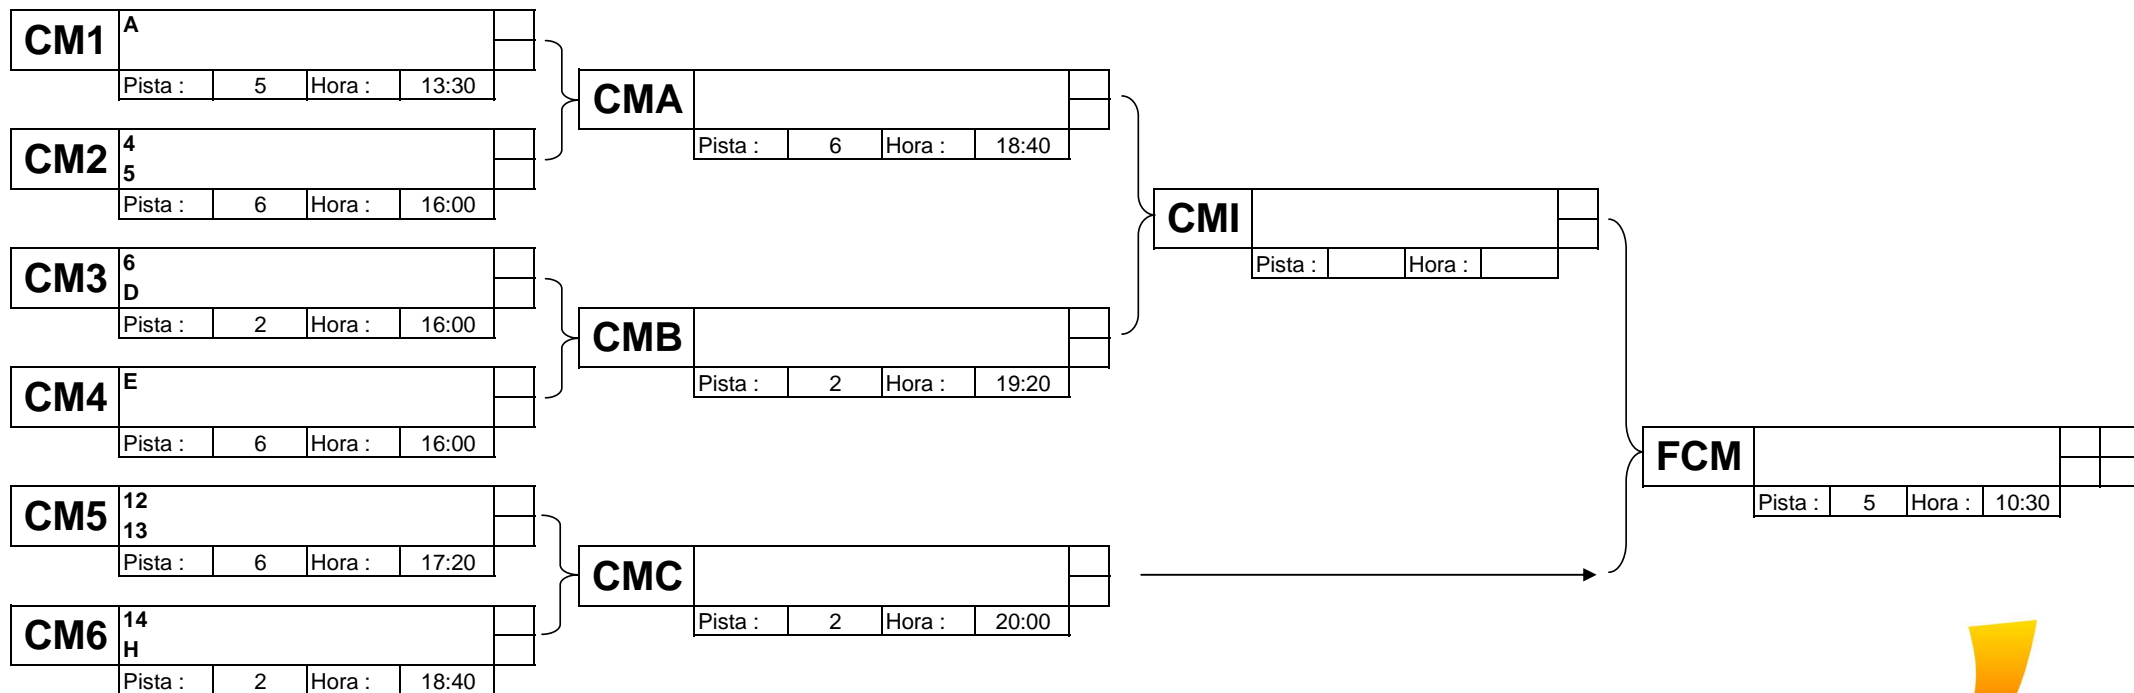 CM1 A
Pista : 5 Hora : 13:30
CM2 4
5
Pista : 6 Hora : 16:00
CM3 6
D
Pista : 2 Hora : 16:00
CM4 E
Pista : 6 Hora : 16:00
CM5 12
13
Pista : 6 Hora : 17:20
CM6 14
H
Pista : 2 Hora : 18:40
CMA
Pista : 6 Hora : 18:40
CMB
Pista : 2 Hora : 19:20
CMC
Pista : 2 Hora : 20:00
CMI
Pista : Hora :
FCM
Pista : 5 Hora : 10:30